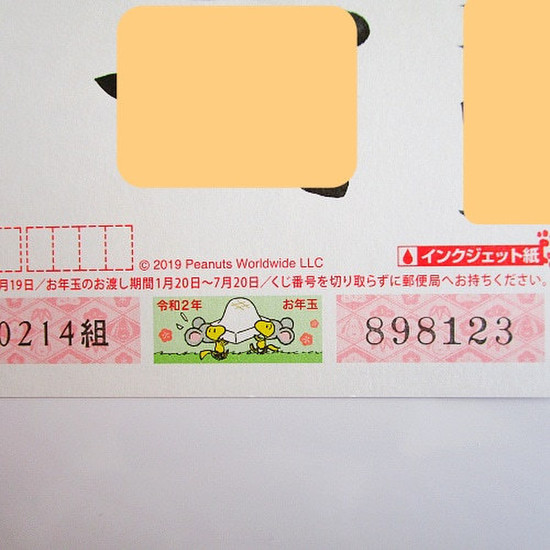 © 2019 Peanuts Worldwide LLC
インクジェット紙
月19日／お年玉のお渡し期間1月20日～7月20日／くじ番号を切り取らずに郵便局へお持ちください。
令和2年 お年玉
0214組 898123